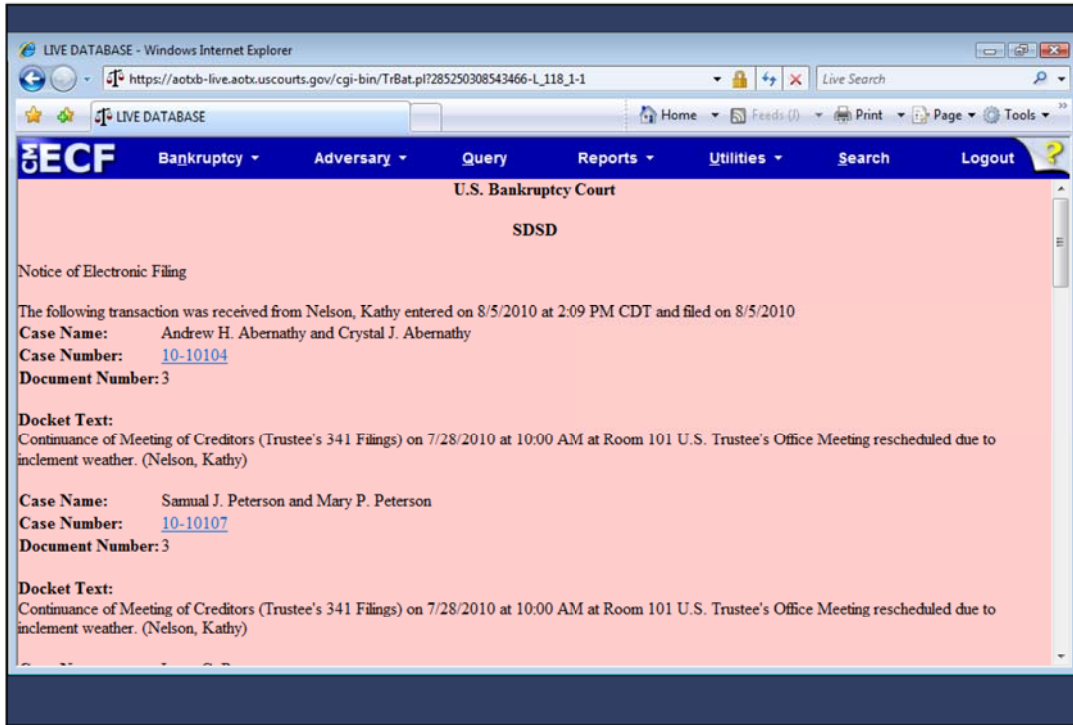 LIVE DATABASE - Windows Internet Explorer
https://aotxb-live.aotx.uscourts.gov/cgi-bin/TrBat.pl?285250308543466-L_118_1-1
Live Search
LIVE DATABASE
Home Feeds (J) Print Page Tools »
CM ECF Bankruptcy Adversary Query Reports Utilities Search Logout ?
U.S. Bankruptcy Court
SDSD
Notice of Electronic Filing
The following transaction was received from Nelson, Kathy entered on 8/5/2010 at 2:09 PM CDT and filed on 8/5/2010
Case Name: Andrew H. Abernathy and Crystal J. Abernathy
Case Number: 10-10104
Document Number: 3
Docket Text:
Continuance of Meeting of Creditors (Trustee's 341 Filings) on 7/28/2010 at 10:00 AM at Room 101 U.S. Trustee's Office Meeting rescheduled due to
inclement weather. (Nelson, Kathy)
Case Name: Samual J. Peterson and Mary P. Peterson
Case Number: 10-10107
Document Number: 3
Docket Text:
Continuance of Meeting of Creditors (Trustee's 341 Filings) on 7/28/2010 at 10:00 AM at Room 101 U.S. Trustee's Office Meeting rescheduled due to
inclement weather. (Nelson, Kathy)